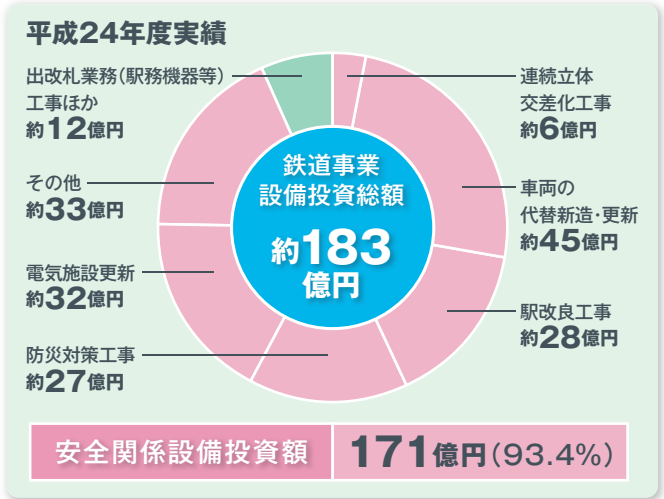 平成24年度実績
出改札業務（駅務機器等）
工事ほか
約12億円
その他
約33億円
電気施設更新
約32億円
防災対策工事
約27億円
鉄道事業
設備投資総額
約183
億円
連続立体
交差化工事
約6億円
車両の
代替新造・更新
約45億円
駅改良工事
約28億円
安全関係設備投資額 171億円（93.4%）